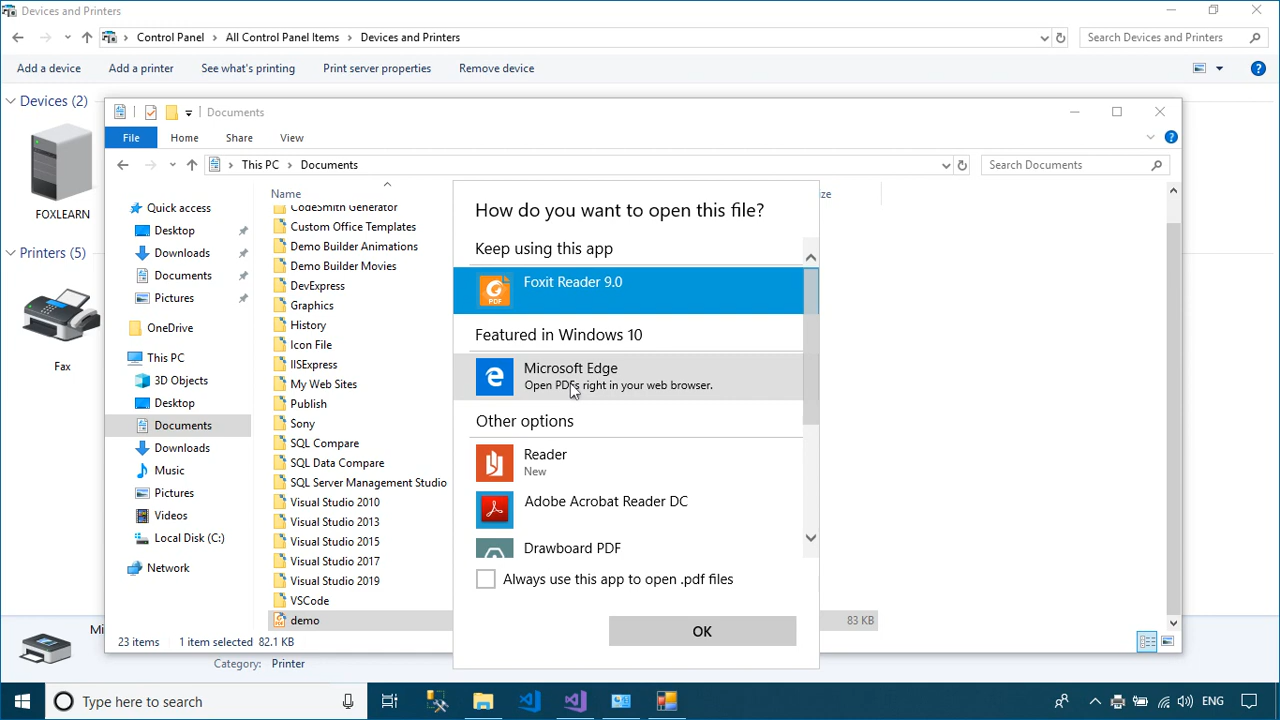 Devices and Printers
Control Panel
All Control Panel Items
Devices and Printers
Search Devices and Printers
Add a device
Add a printer
See what's printing
Print server properties
Remove device
Devices (2)
FOXLEARN
Printers (5)
Fax
Documents
File
Home
Share
View
This PC
Documents
Search Documents
Quick access
Desktop
Downloads
Documents
Pictures
OneDrive
This PC
3D Objects
Desktop
Documents
Downloads
Music
Pictures
Videos
Local Disk (C:)
Network
Name
CodeSmith Generator
Custom Office Templates
Demo Builder Animations
Demo Builder Movies
DevExpress
Graphics
History
Icon File
IISExpress
My Web Sites
Publish
Sony
SQL Compare
SQL Data Compare
SQL Server Management Studio
Visual Studio 2010
Visual Studio 2013
Visual Studio 2015
Visual Studio 2017
Visual Studio 2019
VSCode
demo
83 KB
How do you want to open this file?
Keep using this app
Foxit Reader 9.0
PDF
Featured in Windows 10
Microsoft Edge
Open PDFs right in your web browser.
Other options
Reader
New
Adobe Acrobat Reader DC
Drawboard PDF
Always use this app to open .pdf files
OK
23 items
1 item selected 82.1 KB
Category: Printer
Type here to search
ENG